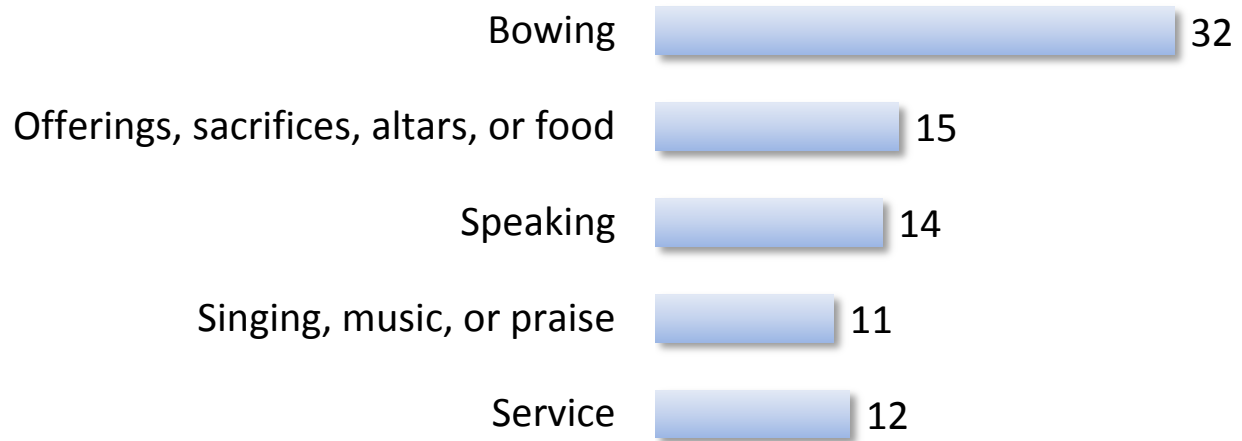 Bowing 32
Offerings, sacrifices, altars, or food 15
Speaking 14
Singing, music, or praise 11
Service 12